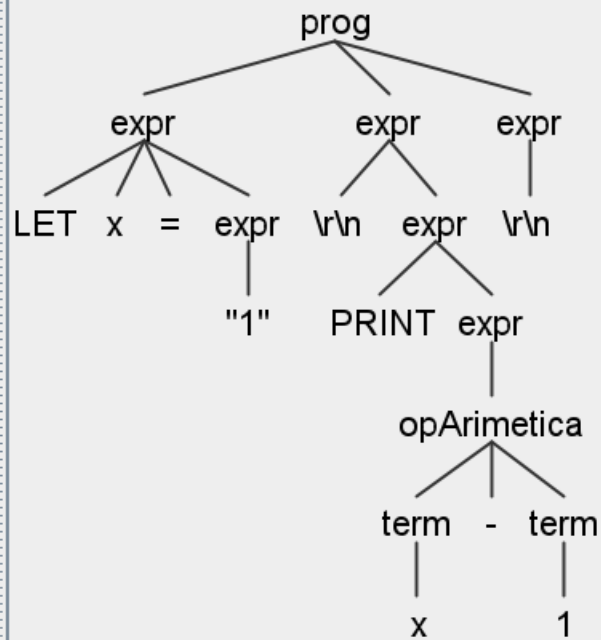 prog
expr expr expr
LET x = expr \r\n expr \r\n
"1" PRINT expr
opArimetica
term - term
x 1